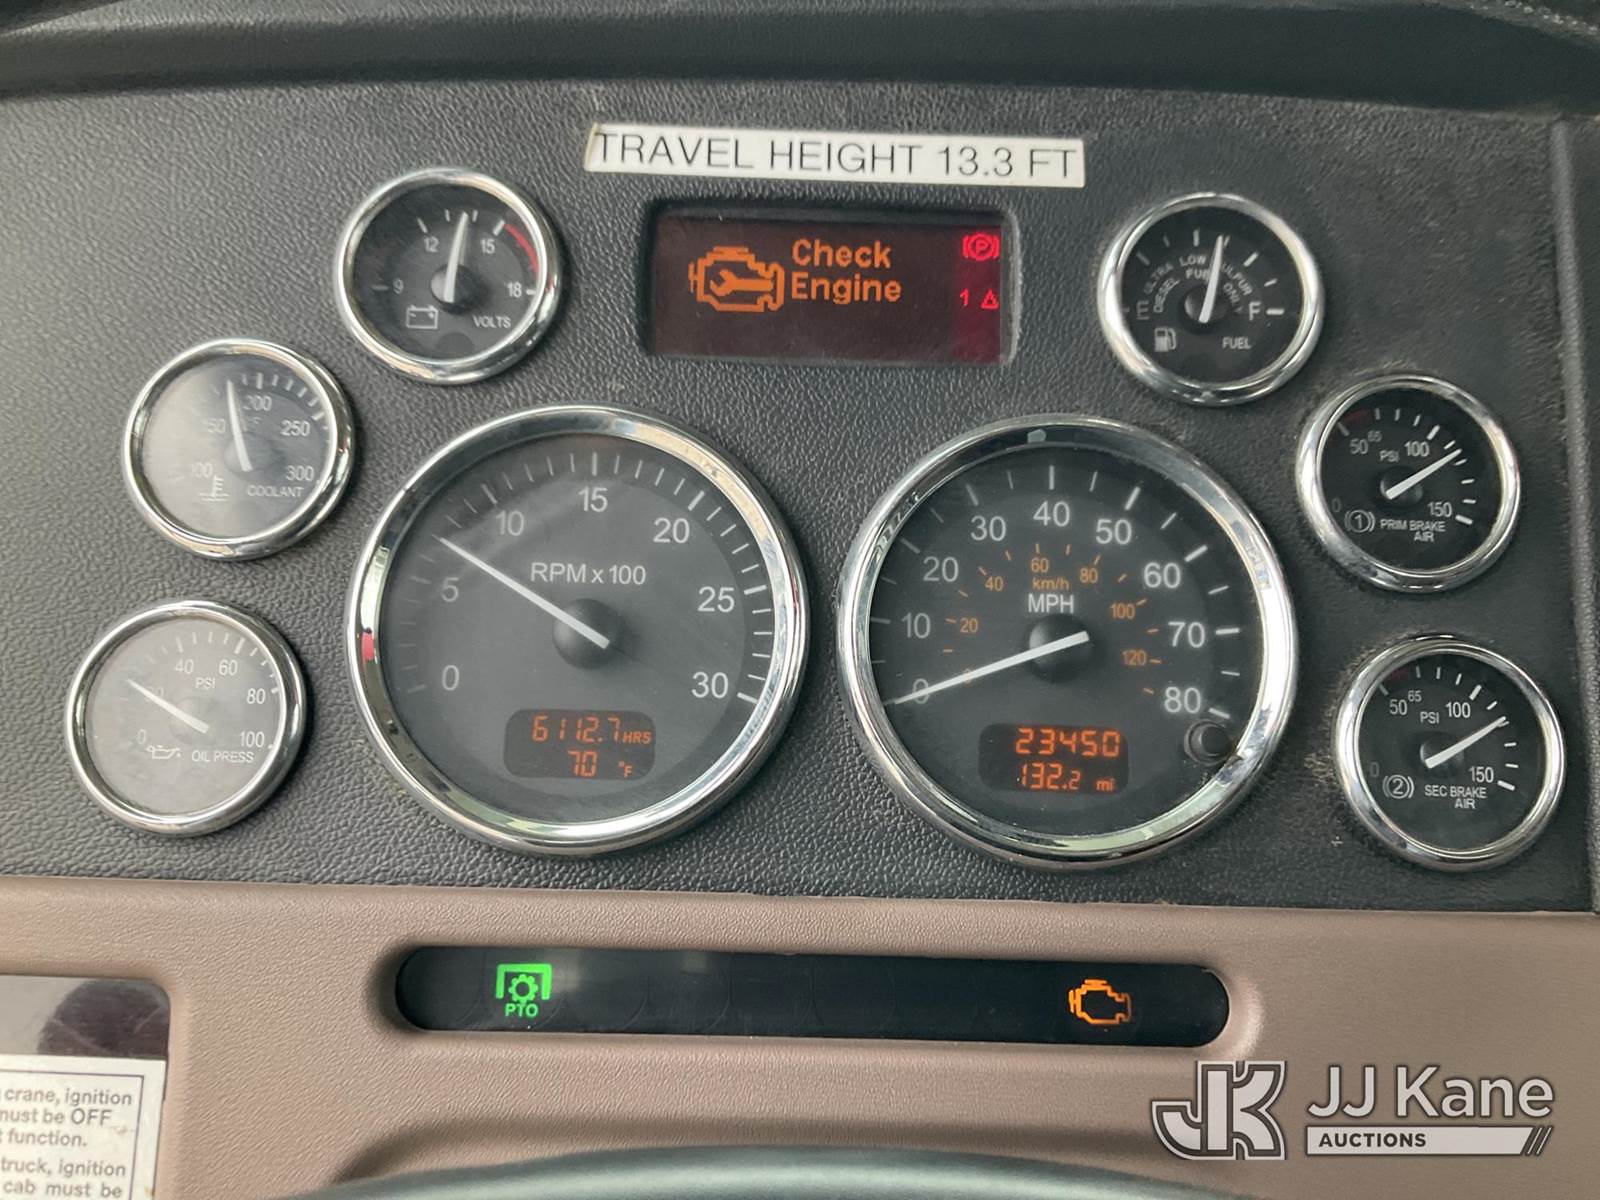 TRAVEL HEIGHT 13.3 FT
Check
Engine
P
1
9 12 15 18
VOLTS
ULTRA LOW SULFUR
DIESEL FUEL ONLY
E F
FUEL
100 150 200 250 300
°F
COOLANT
0 5 10 15 20 25 30
RPM x 100
6112.7 HRS
70 °F
0 10 20 30 40 50 60 70 80
MPH
0 20 40 60 80 100 120
km/h
23450
132.2 mi
0 50 65 100 150
PSI
(1) PRIM BRAKE
AIR
0 20 40 60 80 100
PSI
OIL PRESS
0 50 65 100 150
PSI
(2) SEC BRAKE
AIR
PTO
crane, ignition
must be OFF
function.
truck, ignition
cab must be
JK JJ Kane
AUCTIONS